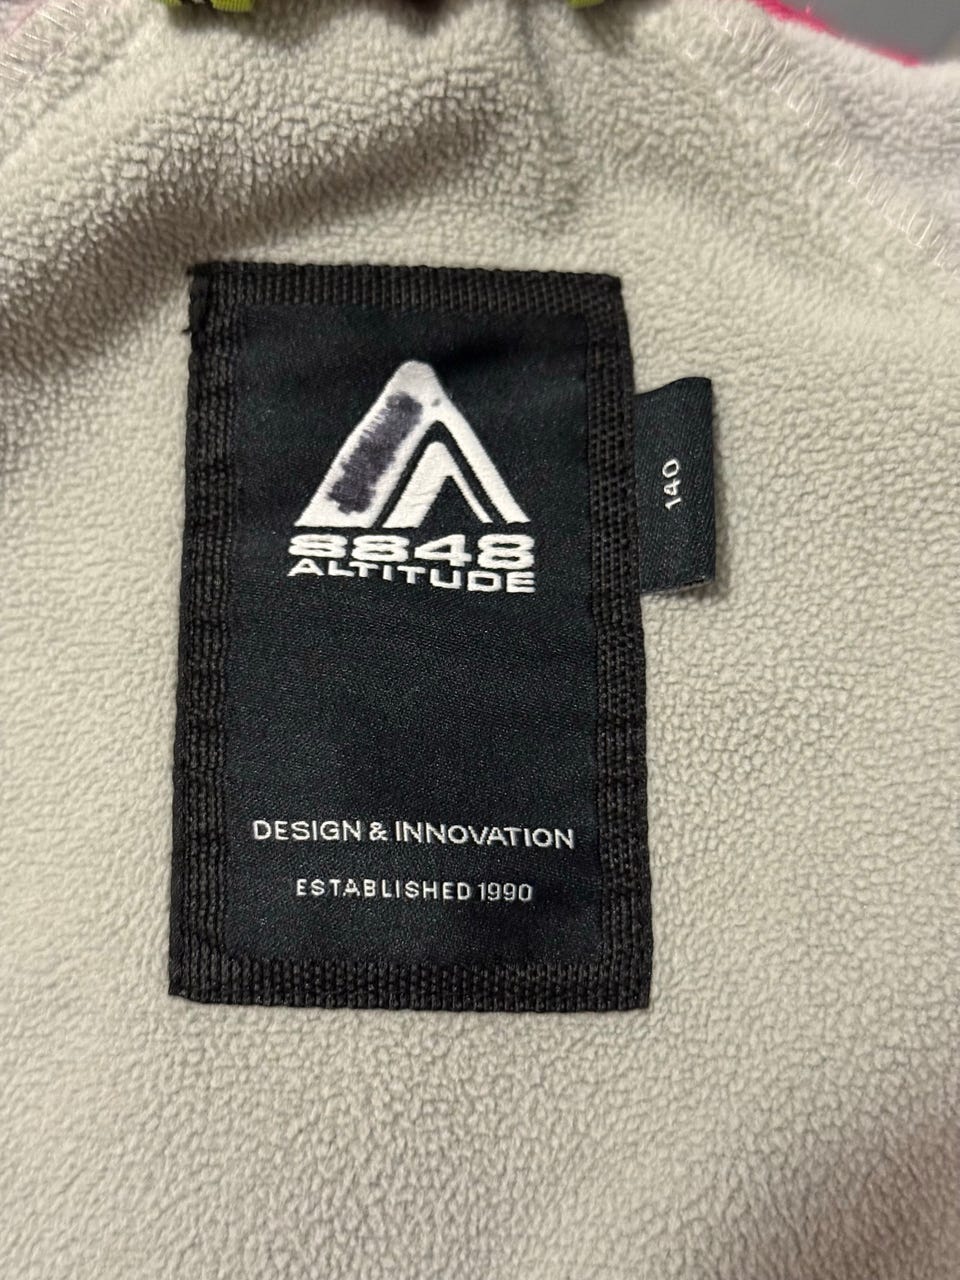 8848
ALTITUDE
140
DESIGN & INNOVATION
ESTABLISHED 1990